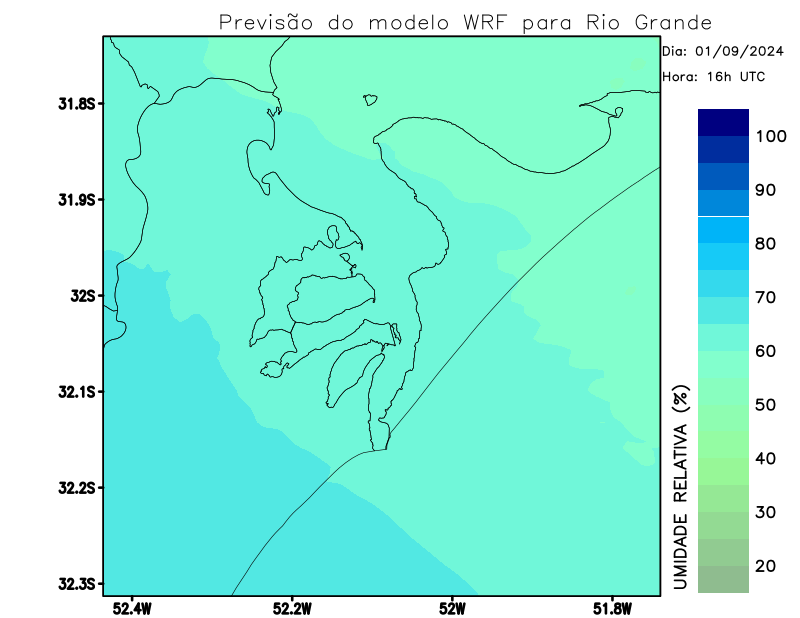 Previsão do modelo WRF para Rio Grande
Dia: 01/09/2024
Hora: 16h UTC
31.8S
31.9S
32S
32.1S
32.2S
32.3S
52.4W
52.2W
52W
51.8W
100
90
80
70
60
50
40
30
20
UMIDADE RELATIVA (%)